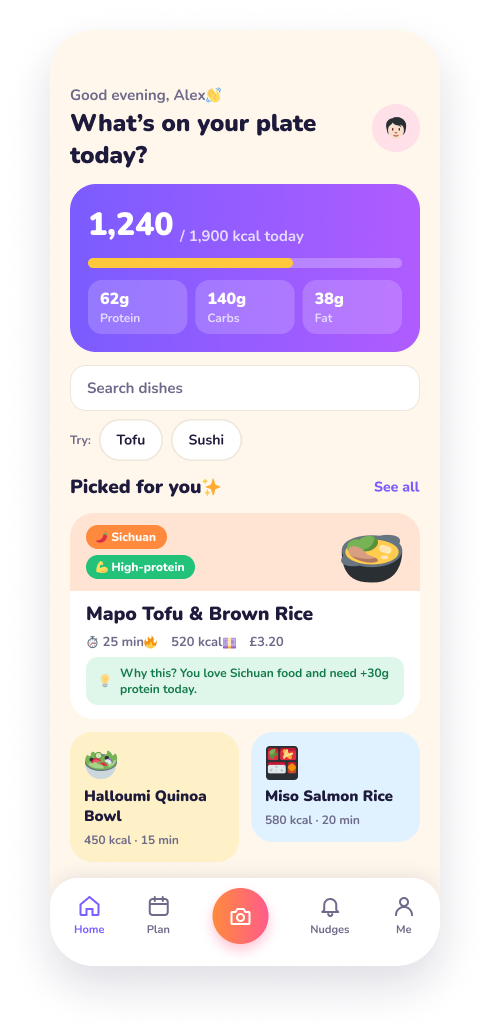 Good evening, Alex👋
What's on your plate
today?
1,240 / 1,900 kcal today
62g
Protein
140g
Carbs
38g
Fat
Search dishes
Try: Tofu Sushi
Picked for you✨ See all
🌶️ Sichuan
💪 High-protein
Mapo Tofu & Brown Rice
⏱ 25 min🔥 520 kcal💷 £3.20
💡 Why this? You love Sichuan food and need +30g
protein today.
Halloumi Quinoa
Bowl
450 kcal · 15 min
Miso Salmon Rice
580 kcal · 20 min
Home Plan Nudges Me